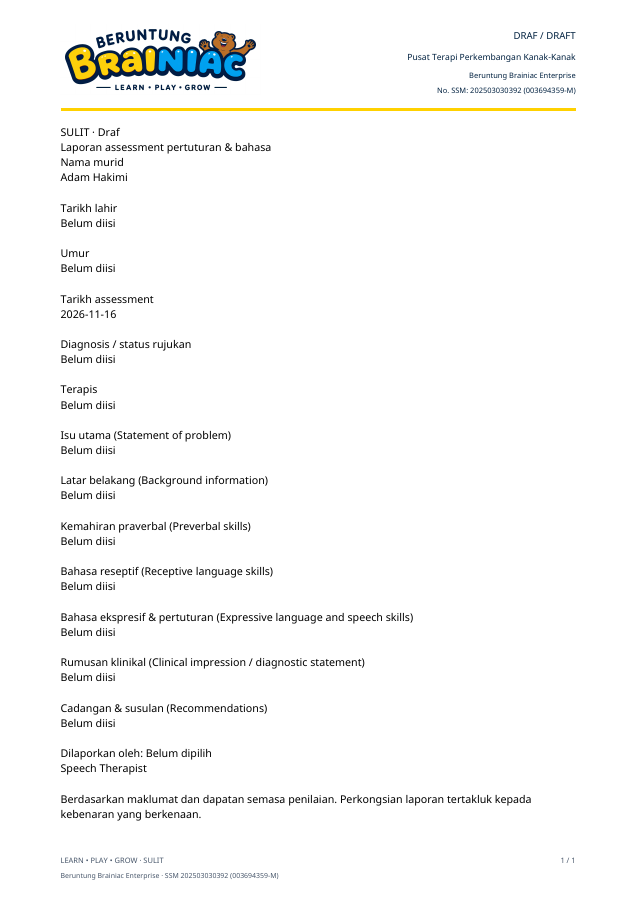 BERUNTUNG
BRAINIAC
LEARN • PLAY • GROW
DRAF / DRAFT
Pusat Terapi Perkembangan Kanak-Kanak
Beruntung Brainiac Enterprise
No. SSM: 202503030392 (003694359-M)
SULIT · Draf
Laporan assessment pertuturan & bahasa
Nama murid
Adam Hakimi
Tarikh lahir
Belum diisi
Umur
Belum diisi
Tarikh assessment
2026-11-16
Diagnosis / status rujukan
Belum diisi
Terapis
Belum diisi
Isu utama (Statement of problem)
Belum diisi
Latar belakang (Background information)
Belum diisi
Kemahiran praverbal (Preverbal skills)
Belum diisi
Bahasa reseptif (Receptive language skills)
Belum diisi
Bahasa ekspresif & pertuturan (Expressive language and speech skills)
Belum diisi
Rumusan klinikal (Clinical impression / diagnostic statement)
Belum diisi
Cadangan & susulan (Recommendations)
Belum diisi
Dilaporkan oleh: Belum dipilih
Speech Therapist
Berdasarkan maklumat dan dapatan semasa penilaian. Perkongsian laporan tertakluk kepada
kebenaran yang berkenaan.
LEARN • PLAY • GROW · SULIT
1 / 1
Beruntung Brainiac Enterprise · SSM 202503030392 (003694359-M)